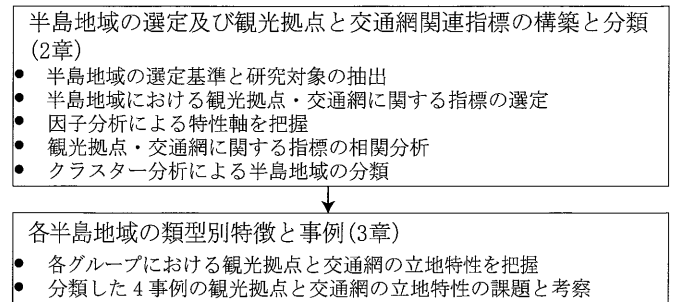 半島地域の選定及び観光拠点と交通網関連指標の構築と分類
(2章)
● 半島地域の選定基準と研究対象の抽出
● 半島地域における観光拠点・交通網に関する指標の選定
● 因子分析による特性軸を把握
● 観光拠点・交通網に関する指標の相関分析
● クラスター分析による半島地域の分類
各半島地域の類型別特徴と事例(3章)
● 各グループにおける観光拠点と交通網の立地特性を把握
● 分類した4事例の観光拠点と交通網の立地特性の課題と考察